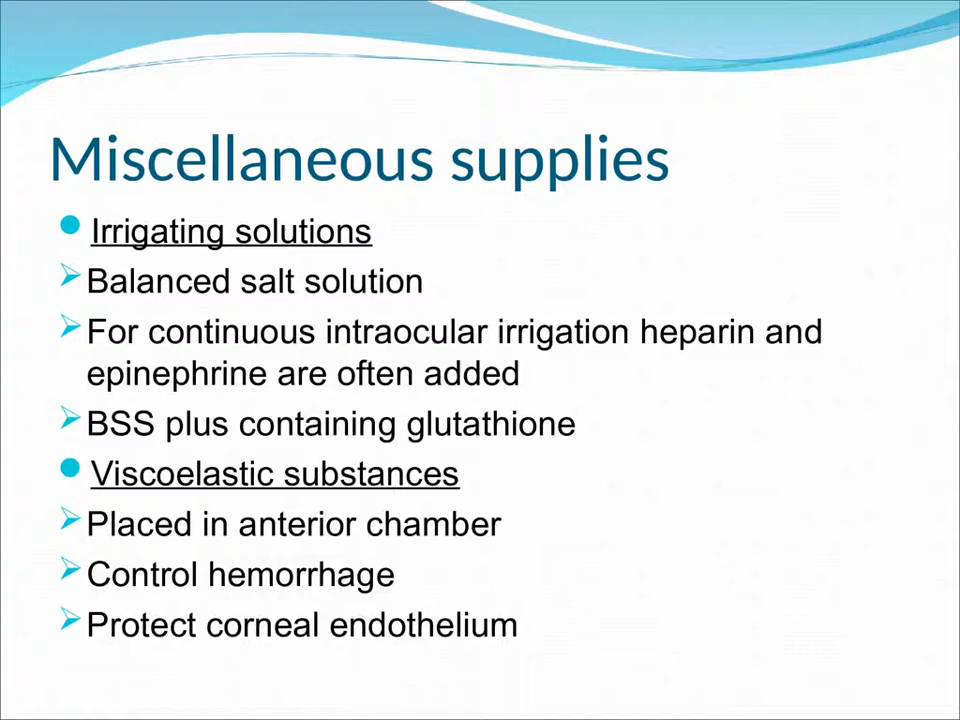 Miscellaneous supplies
Irrigating solutions
Balanced salt solution
For continuous intraocular irrigation heparin and
epinephrine are often added
BSS plus containing glutathione
Viscoelastic substances
Placed in anterior chamber
Control hemorrhage
Protect corneal endothelium